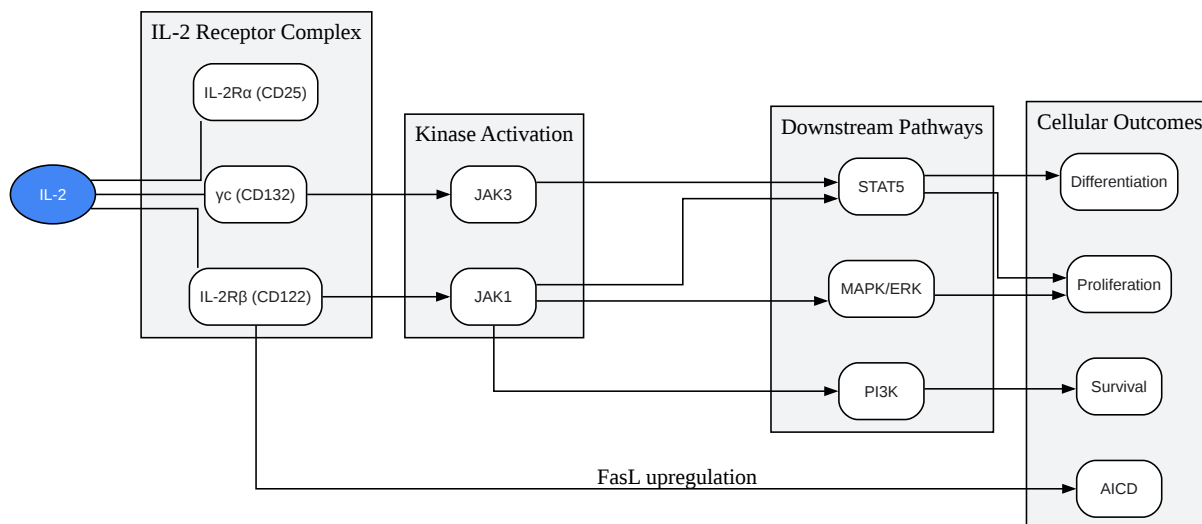 IL-2 Receptor Complex
IL-2Rα (CD25)
Kinase Activation
Downstream Pathways
Cellular Outcomes
IL-2
γc (CD132)
JAK3
STAT5
Differentiation
IL-2Rβ (CD122)
JAK1
MAPK/ERK
Proliferation
PI3K
Survival
FasL upregulation
AICD